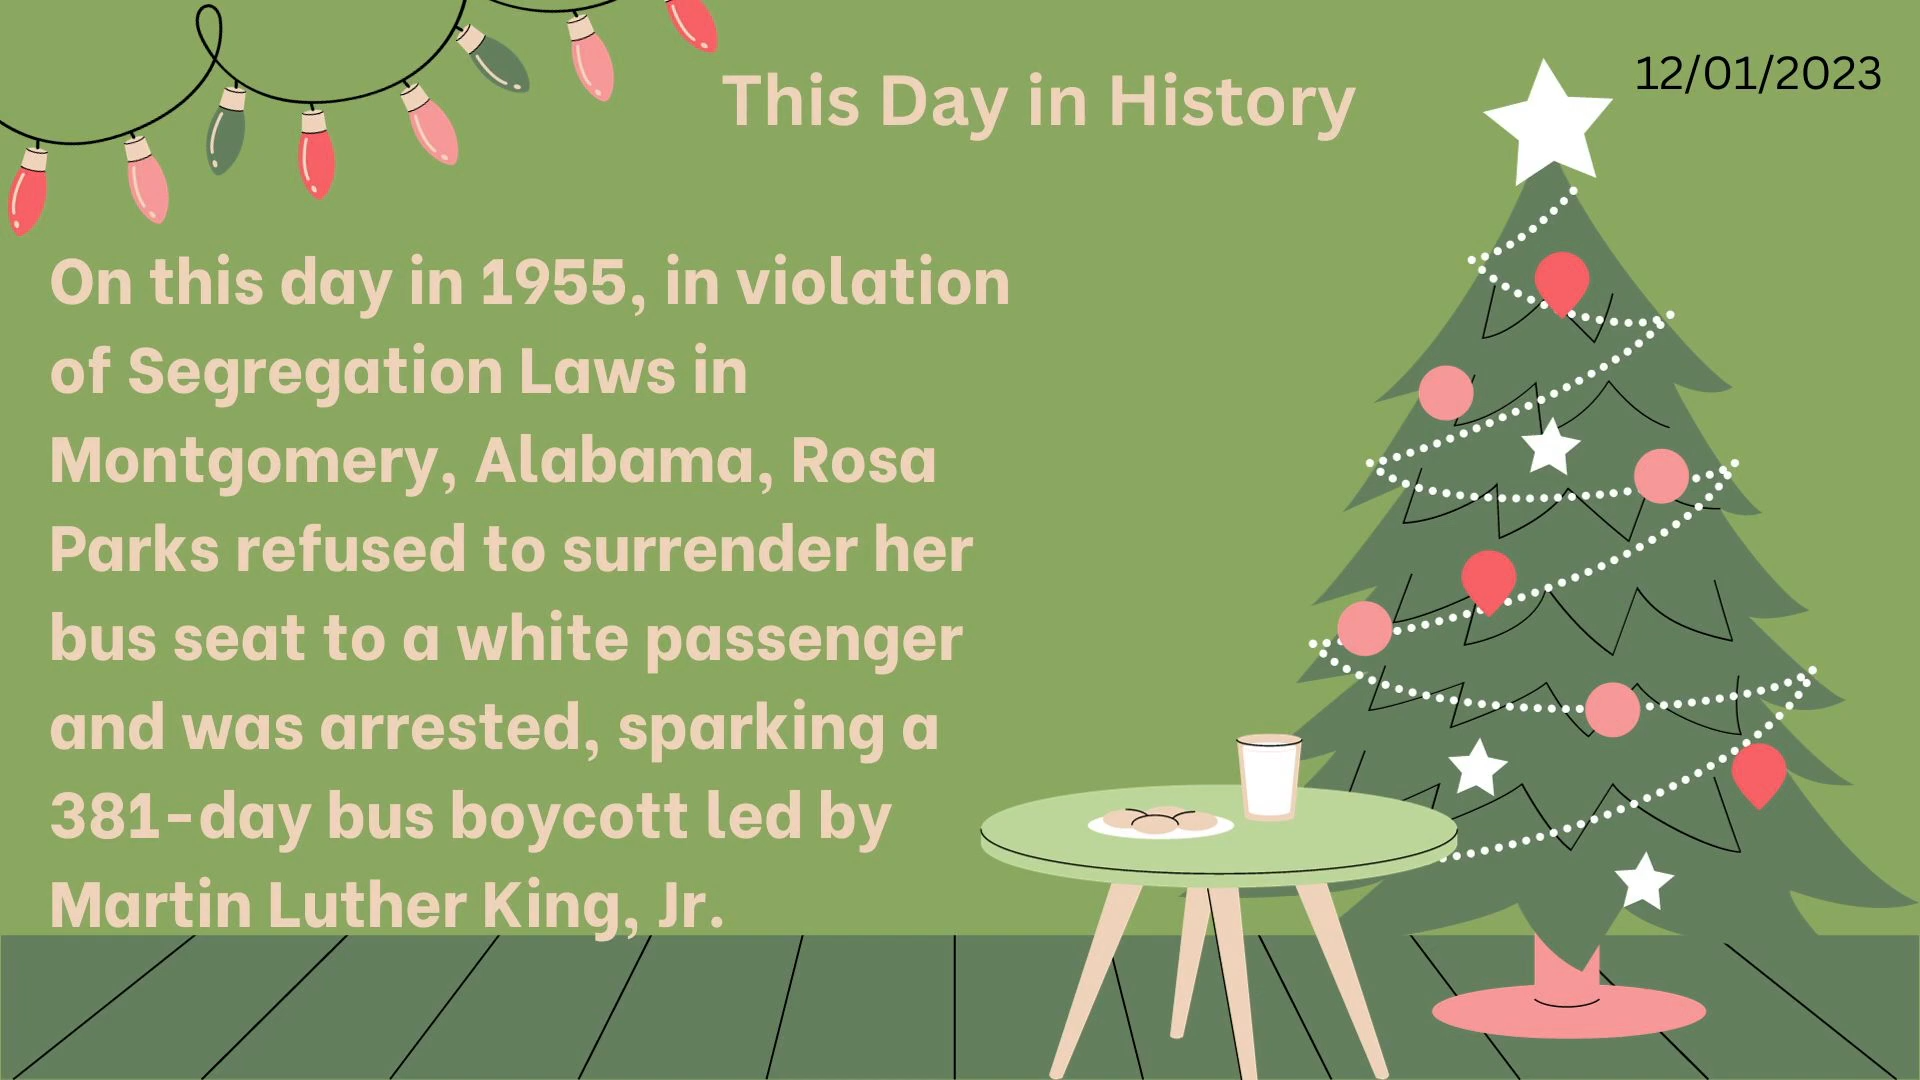 This Day in History
12/01/2023
On this day in 1955, in violation
of Segregation Laws in
Montgomery, Alabama, Rosa
Parks refused to surrender her
bus seat to a white passenger
and was arrested, sparking a
381-day bus boycott led by
Martin Luther King, Jr.